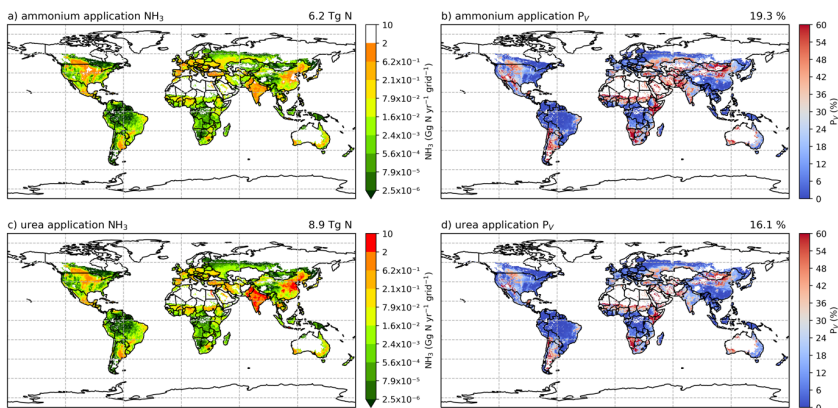 a) ammonium application NH₃ 6.2 Tg N
10
2
6.2x10⁻¹
2.1x10⁻¹
7.9x10⁻²
1.6x10⁻²
2.4x10⁻³
5.6x10⁻⁴
7.9x10⁻⁵
2.5x10⁻⁶
NH₃ (Gg N yr⁻¹ grid⁻¹)
b) ammonium application Pᵥ 19.3 %
60
54
48
42
36
30
24
18
12
6
0
Pᵥ (%)
c) urea application NH₃ 8.9 Tg N
10
2
6.2x10⁻¹
2.1x10⁻¹
7.9x10⁻²
1.6x10⁻²
2.4x10⁻³
5.6x10⁻⁴
7.9x10⁻⁵
2.5x10⁻⁶
NH₃ (Gg N yr⁻¹ grid⁻¹)
d) urea application Pᵥ 16.1 %
60
54
48
42
36
30
24
18
12
6
0
Pᵥ (%)